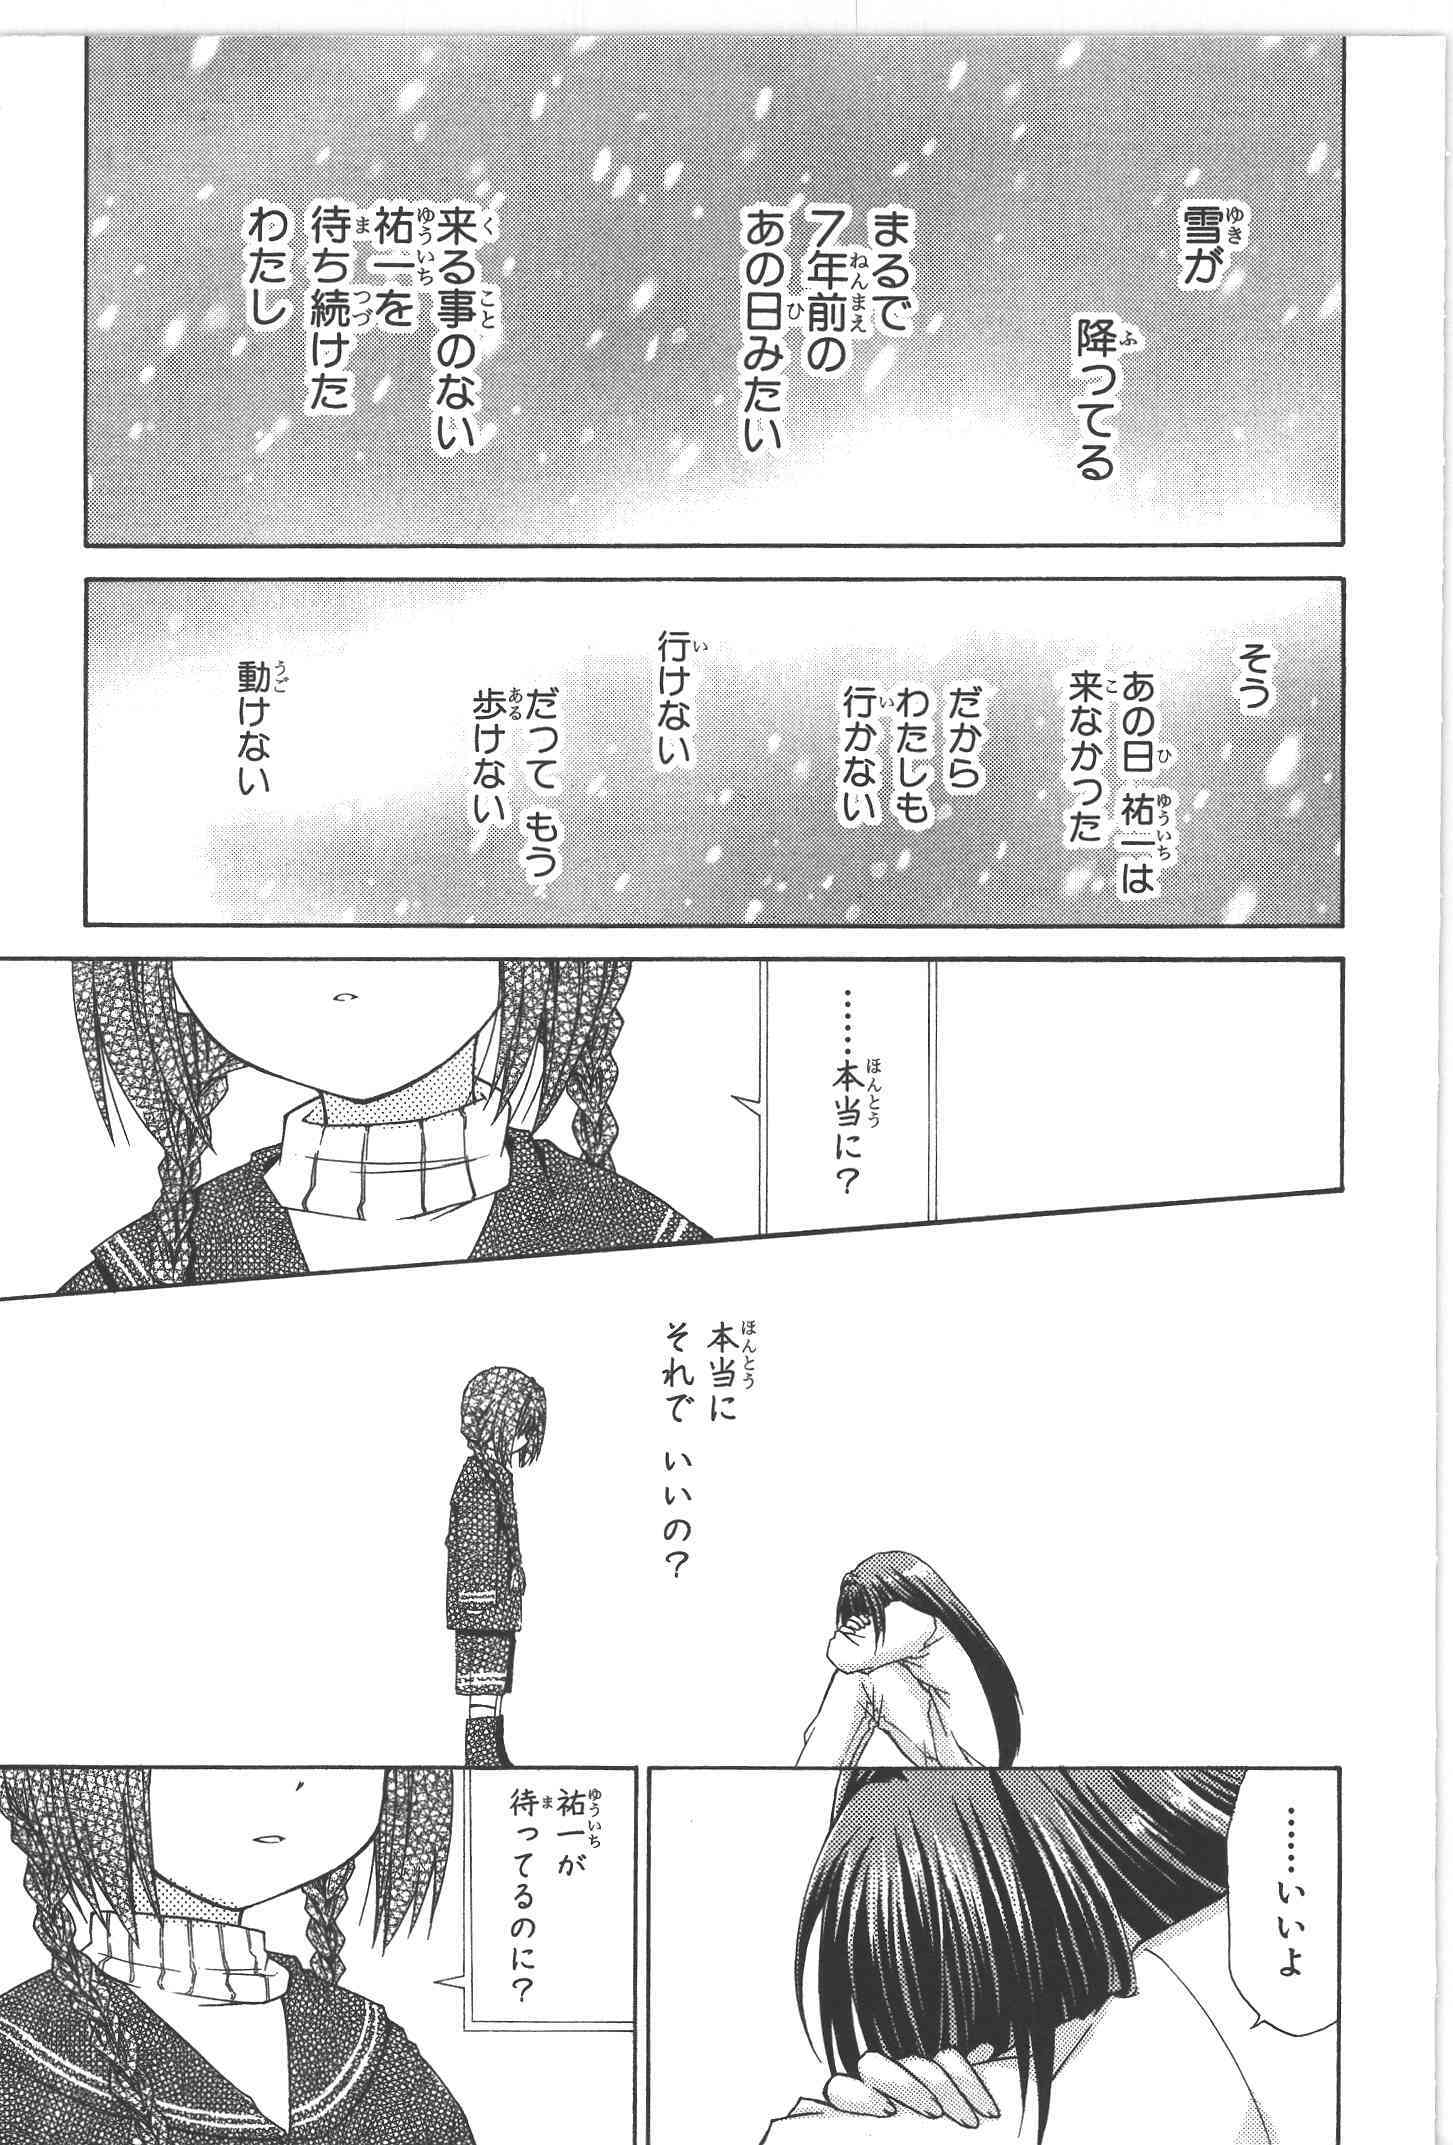 雪が
降ってる
まるで
７年前の
あの日みたい
来る事のない
祐一を
待ち続けた
わたし
そう
あの日 祐一は
来なかった
だから
わたしも
行かない
行けない
だって もう
歩けない
動けない
………本当に？
本当に
それで いいの？
……いいよ
祐一が
待ってるのに？